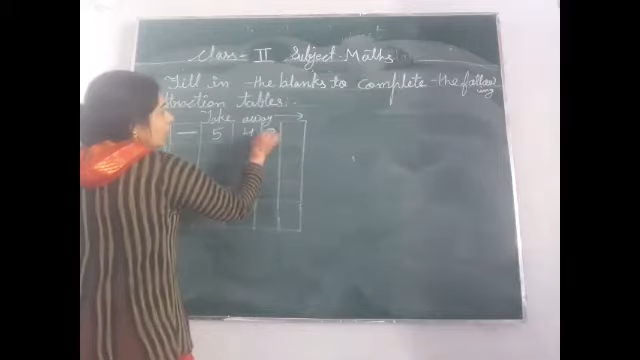 Class - II Subject - Maths
Fill in the blanks to complete the following
traction tables:-
Take away →
— 5 4